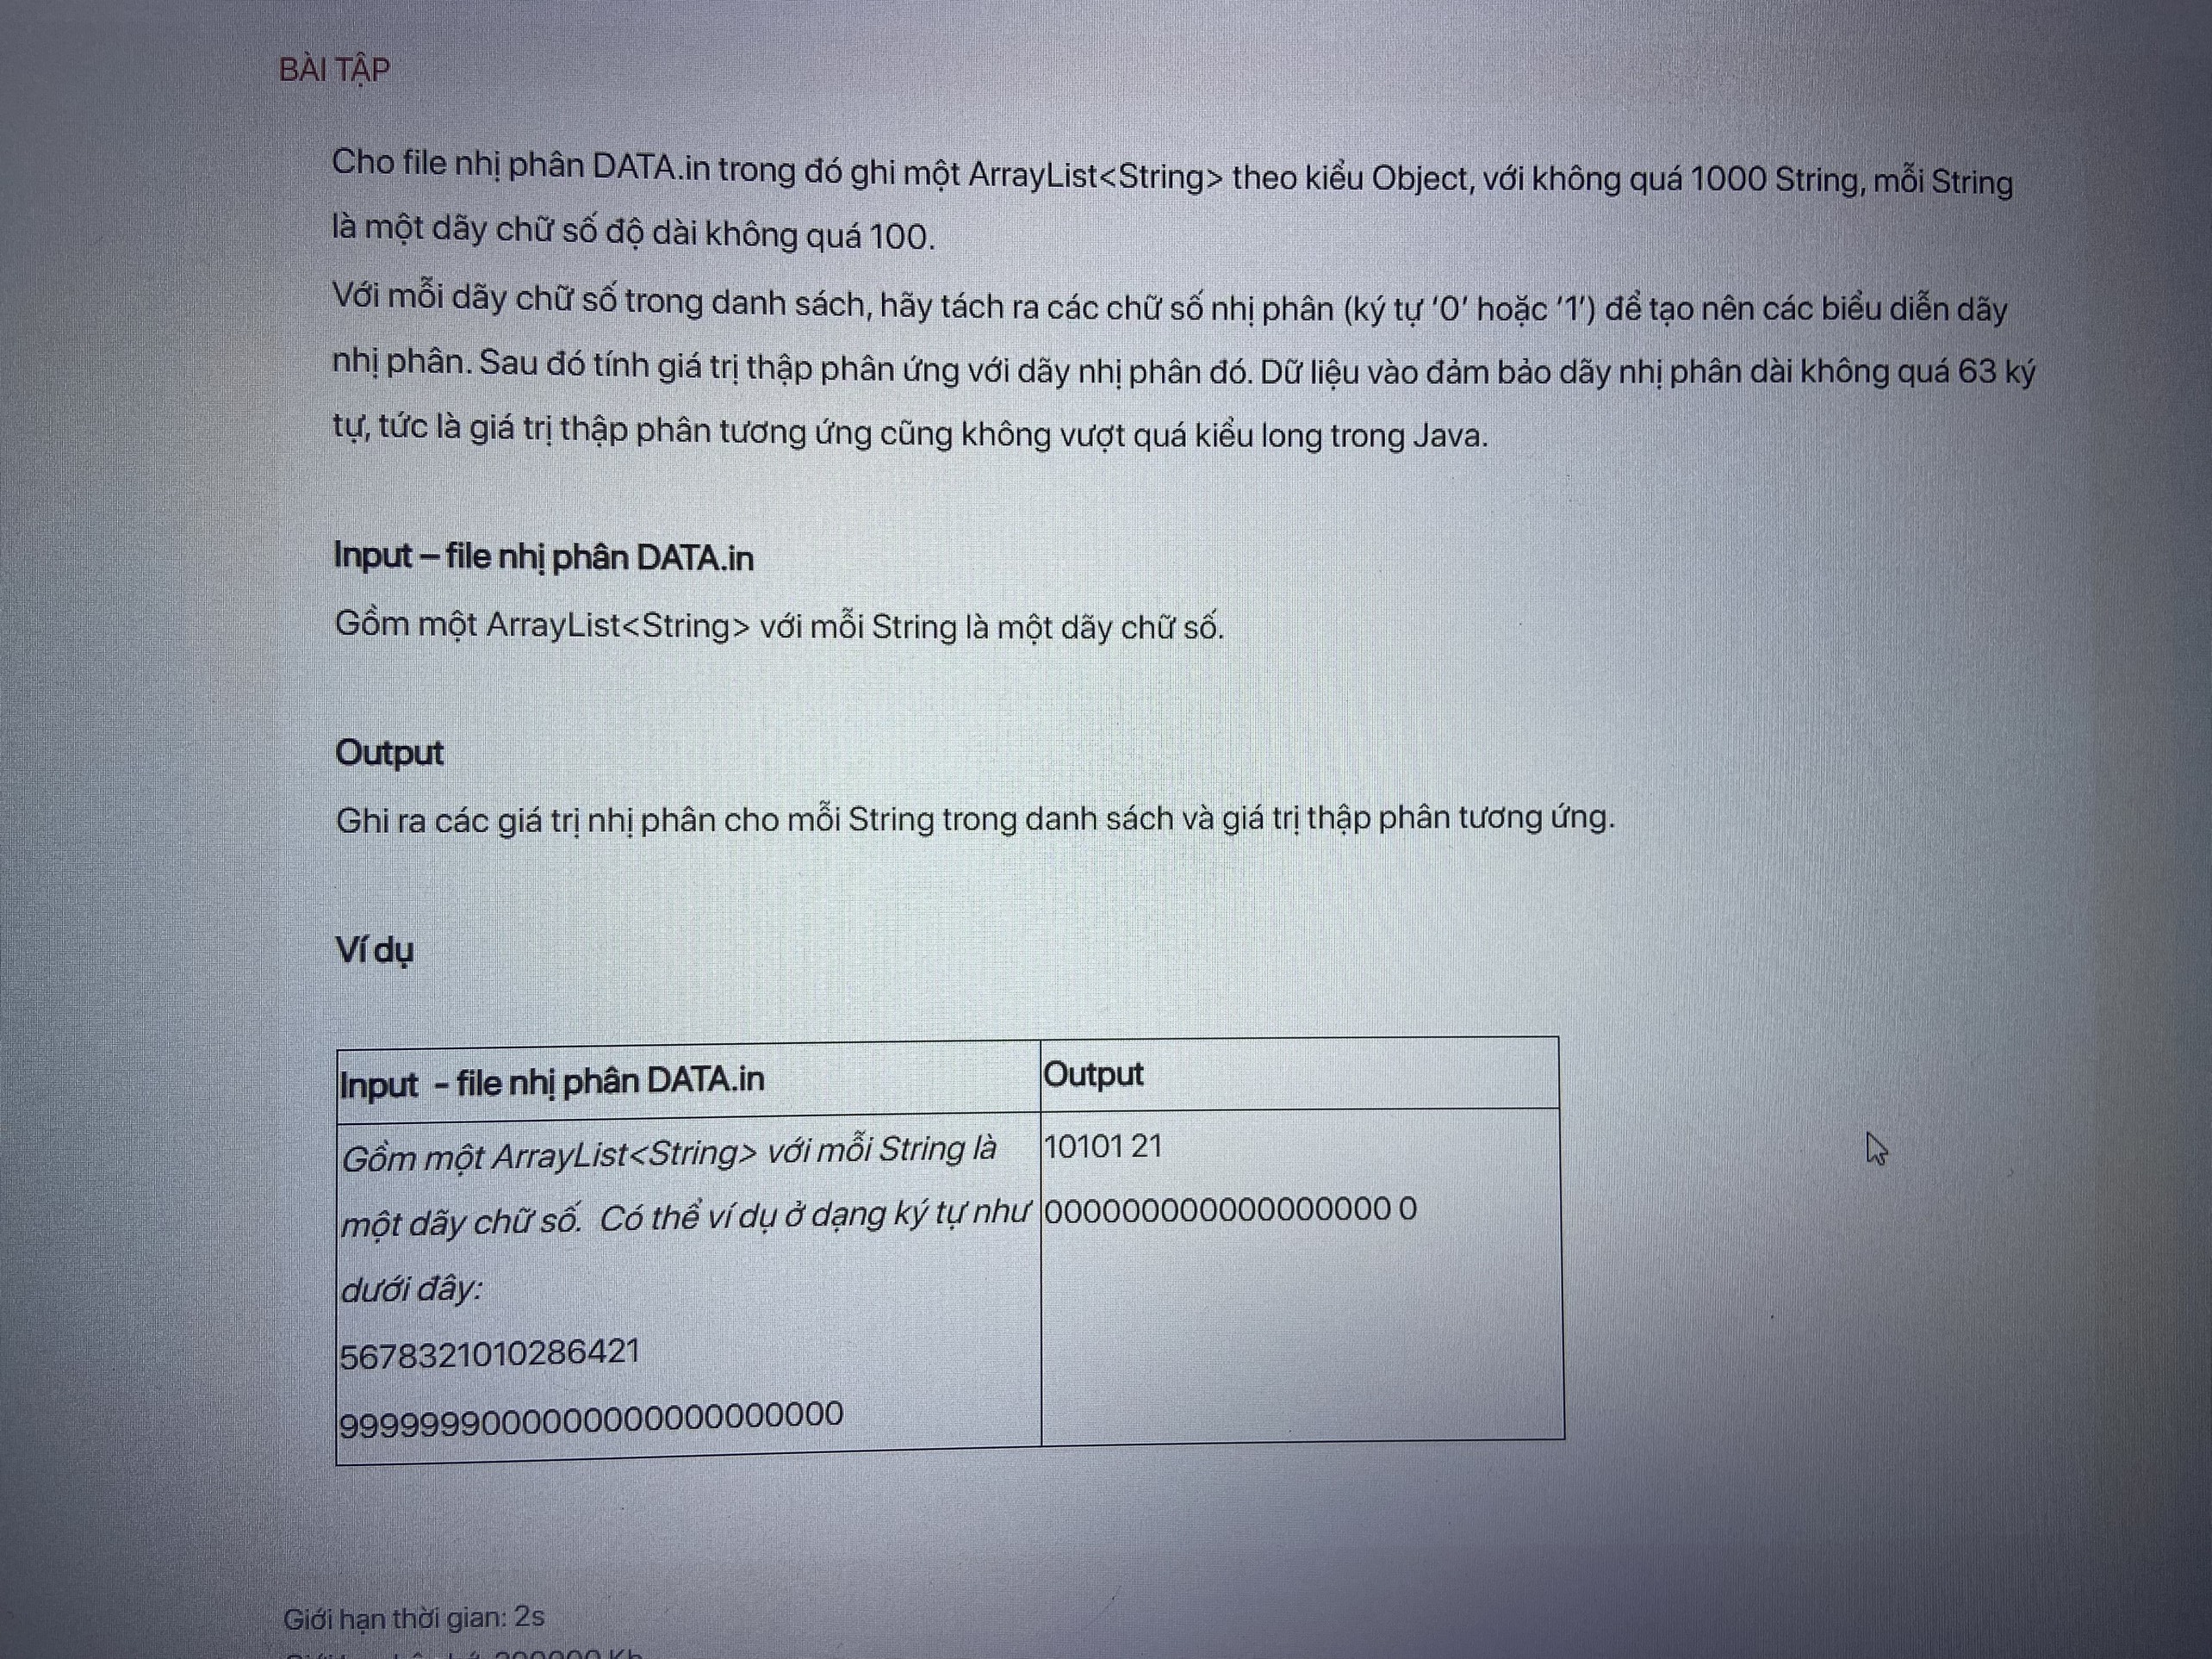 BÀI TẬP
Cho file nhị phân DATA.in trong đó ghi một ArrayList<String> theo kiểu Object, với không quá 1000 String, mỗi String
là một dãy chữ số độ dài không quá 100.
Với mỗi dãy chữ số trong danh sách, hãy tách ra các chữ số nhị phân (ký tự ‘0’ hoặc ‘1’) để tạo nên các biểu diễn dãy
nhị phân. Sau đó tính giá trị thập phân ứng với dãy nhị phân đó. Dữ liệu vào đảm bảo dãy nhị phân dài không quá 63 ký
tự, tức là giá trị thập phân tương ứng cũng không vượt quá kiểu long trong Java.
Input – file nhị phân DATA.in
Gồm một ArrayList<String> với mỗi String là một dãy chữ số.
Output
Ghi ra các giá trị nhị phân cho mỗi String trong danh sách và giá trị thập phân tương ứng.
Ví dụ
Input - file nhị phân DATA.in
Output
Gồm một ArrayList<String> với mỗi String là
một dãy chữ số. Có thể ví dụ ở dạng ký tự như
dưới đây:
5678321010286421
9999999000000000000000000
10101 21
000000000000000000 0
Giới hạn thời gian: 2s